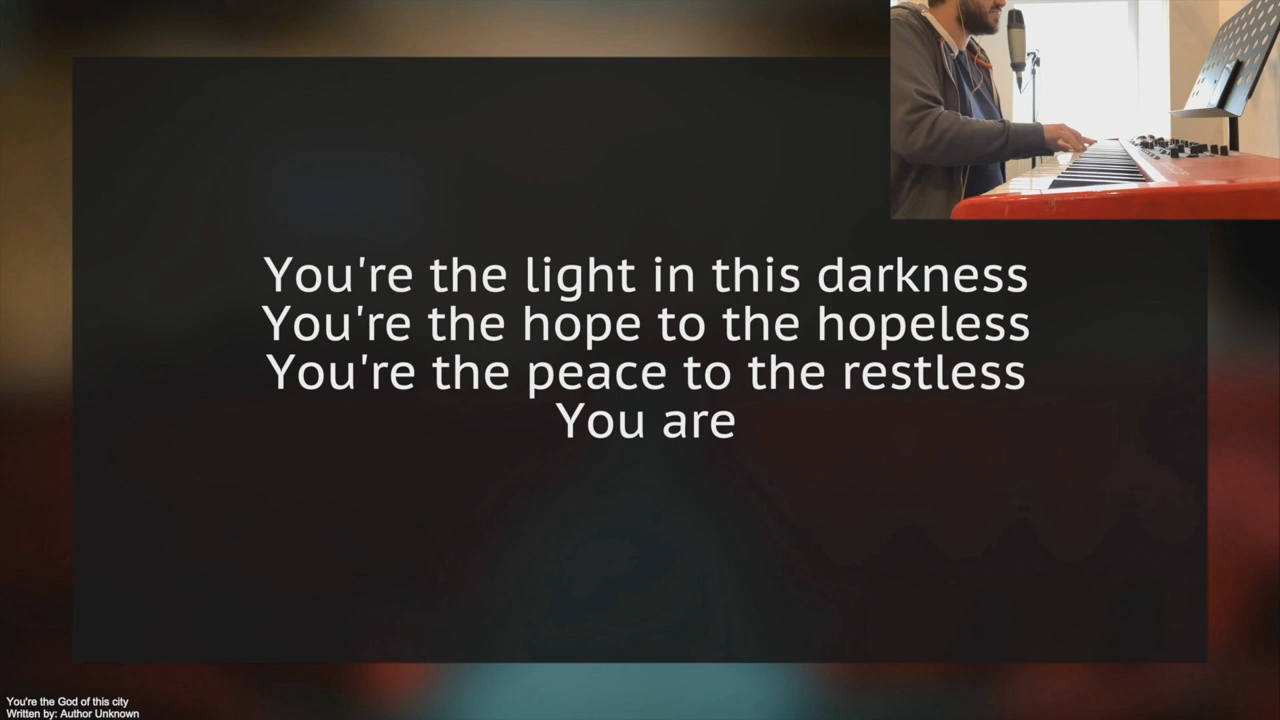 You're the light in this darkness
You're the hope to the hopeless
You're the peace to the restless
You are
You're the God of this city
Written by: Author Unknown